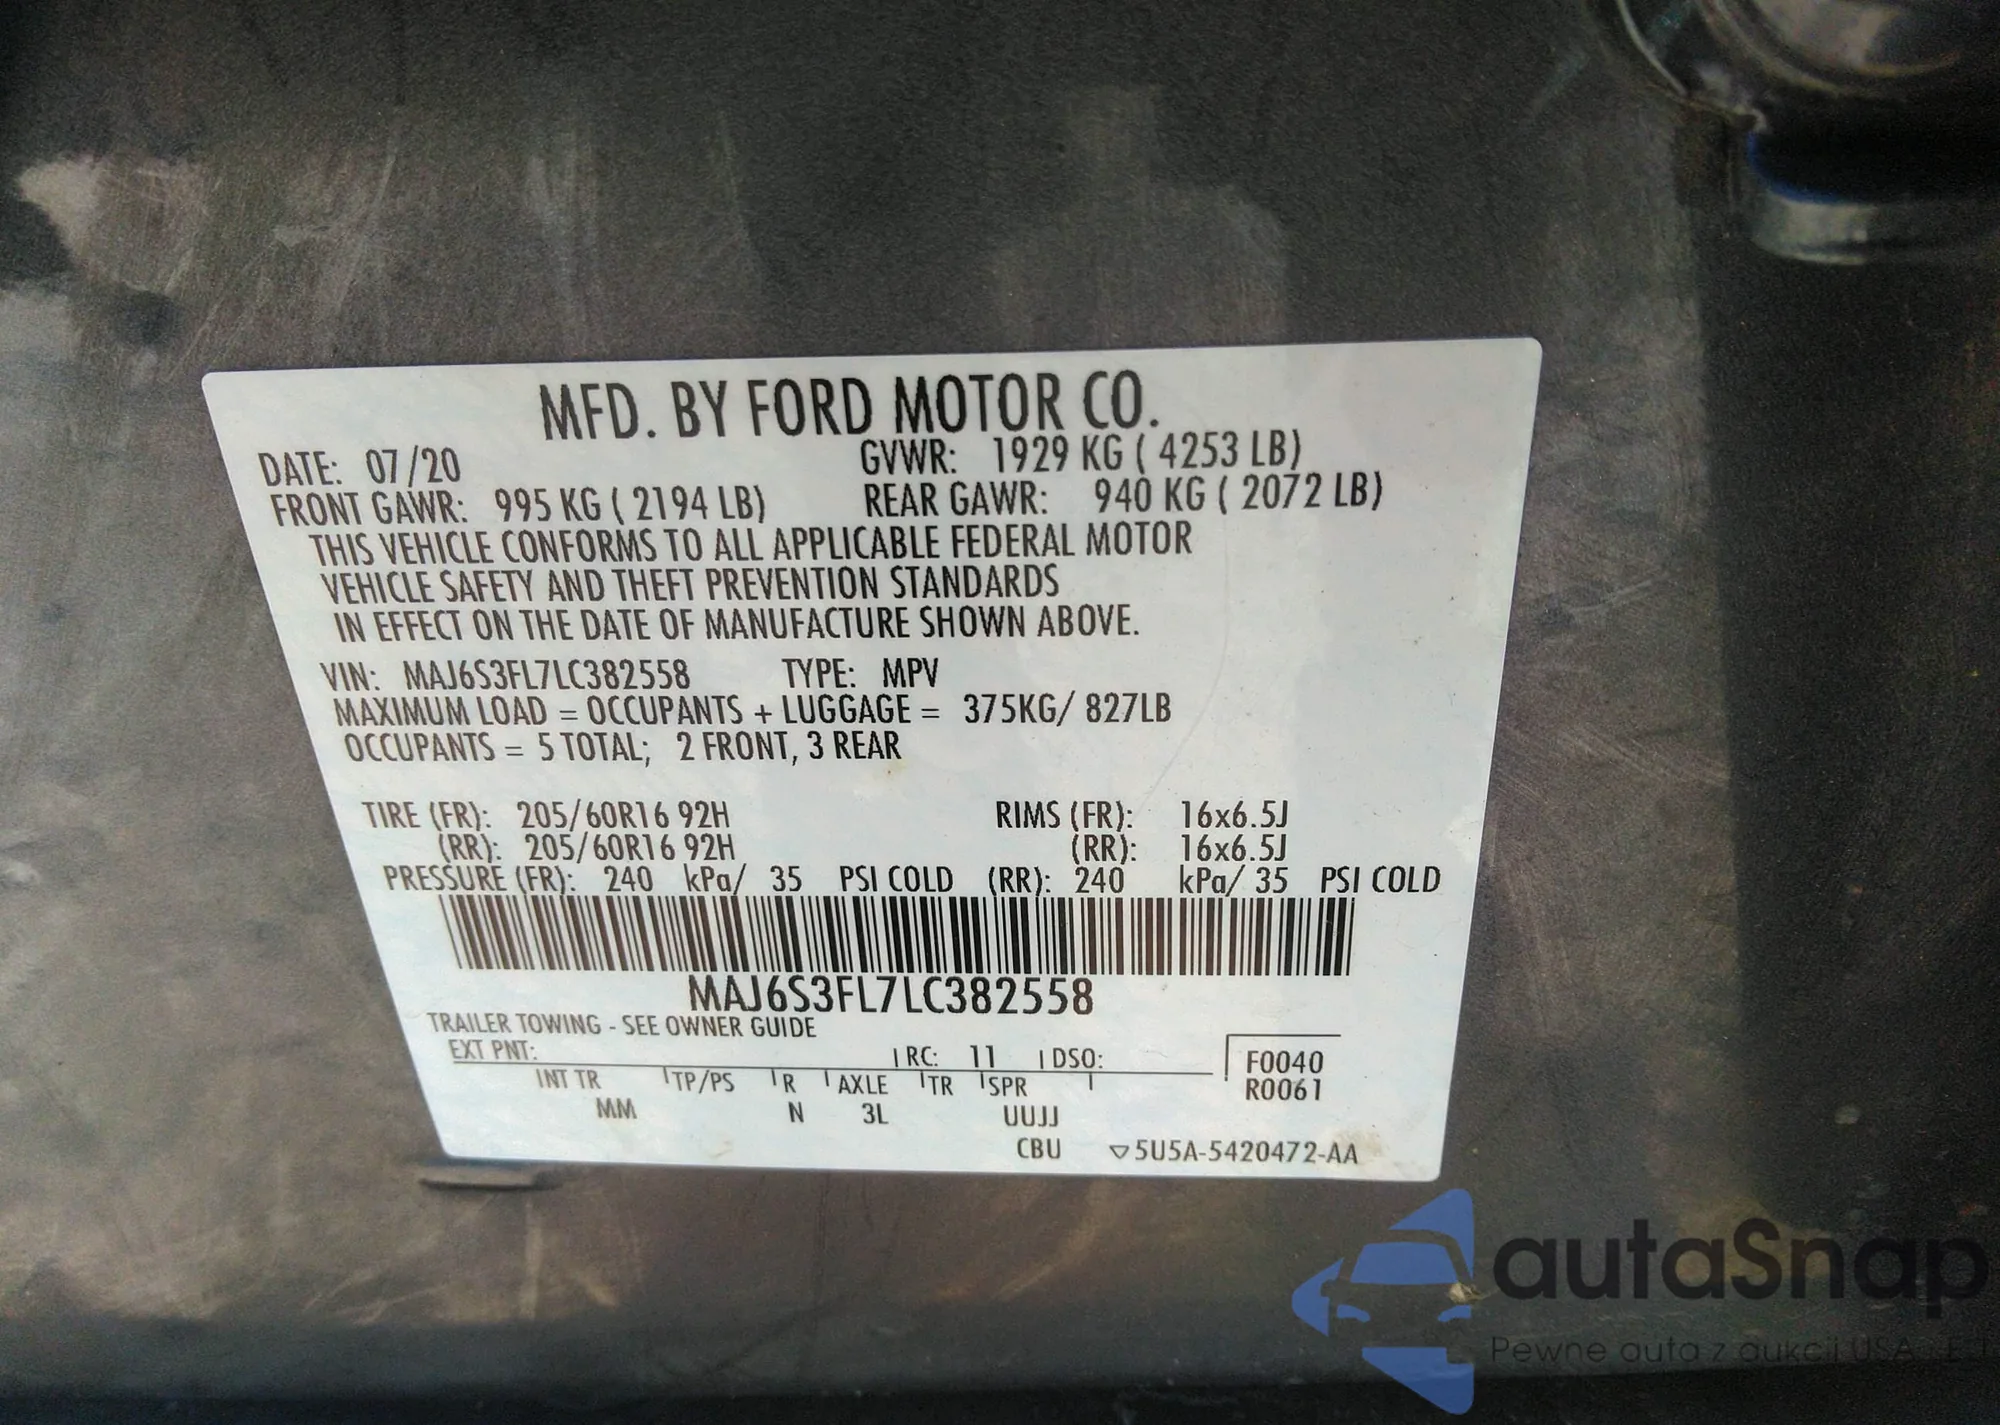 MFD. BY FORD MOTOR CO.
DATE: 07/20 GVWR: 1929 KG ( 4253 LB)
FRONT GAWR: 995 KG ( 2194 LB) REAR GAWR: 940 KG ( 2072 LB)
THIS VEHICLE CONFORMS TO ALL APPLICABLE FEDERAL MOTOR
VEHICLE SAFETY AND THEFT PREVENTION STANDARDS
IN EFFECT ON THE DATE OF MANUFACTURE SHOWN ABOVE.
VIN: MAJ6S3FL7LC382558 TYPE: MPV
MAXIMUM LOAD = OCCUPANTS + LUGGAGE = 375KG/ 827LB
OCCUPANTS = 5 TOTAL; 2 FRONT, 3 REAR
TIRE (FR): 205/60R16 92H RIMS (FR): 16x6.5J
(RR): 205/60R16 92H (RR): 16x6.5J
PRESSURE (FR): 240 kPa/ 35 PSI COLD (RR): 240 kPa/ 35 PSI COLD
MAJ6S3FL7LC382558
TRAILER TOWING - SEE OWNER GUIDE
EXT PNT: RC: 11 DSO: F0040
INT TR TP/PS R AXLE TR SPR R0061
MM N 3L UUJJ
CBU 5U5A-5420472-AA
autaSnap
Pewne auta z aukcji USA